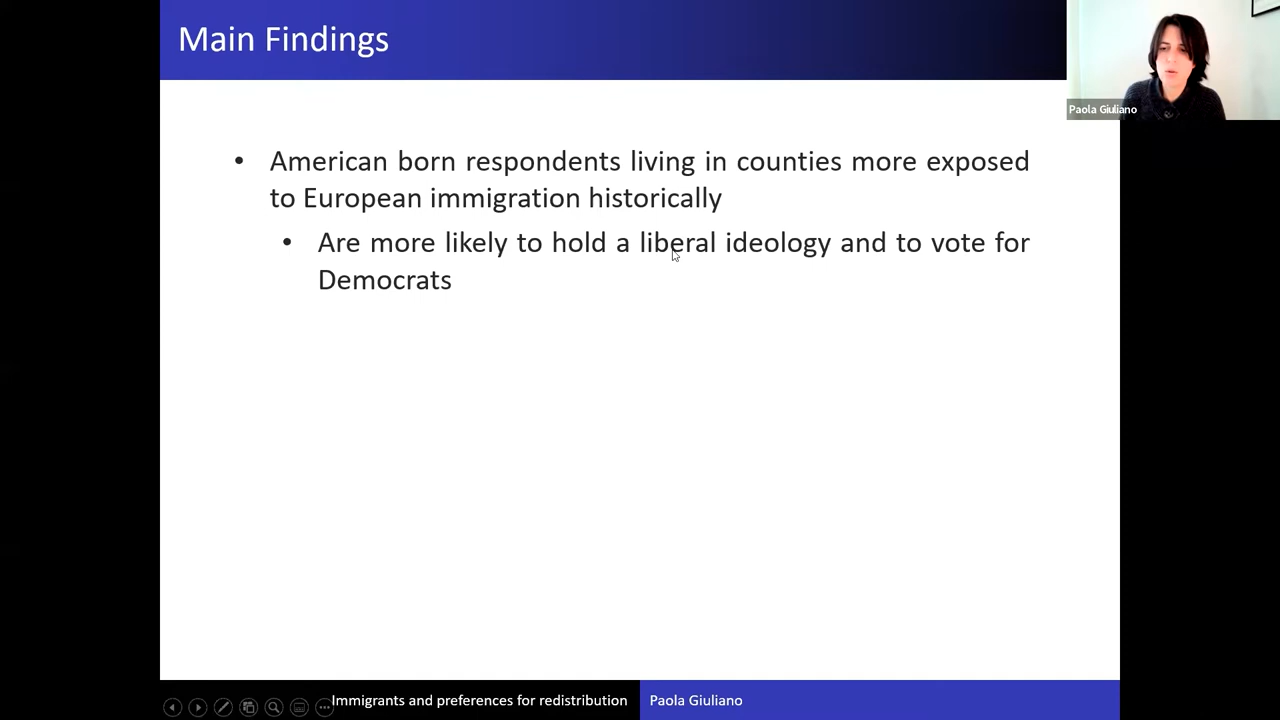 Main Findings
Paola Giuliano
• American born respondents living in counties more exposed
to European immigration historically
• Are more likely to hold a liberal ideology and to vote for
Democrats
Immigrants and preferences for redistribution
Paola Giuliano